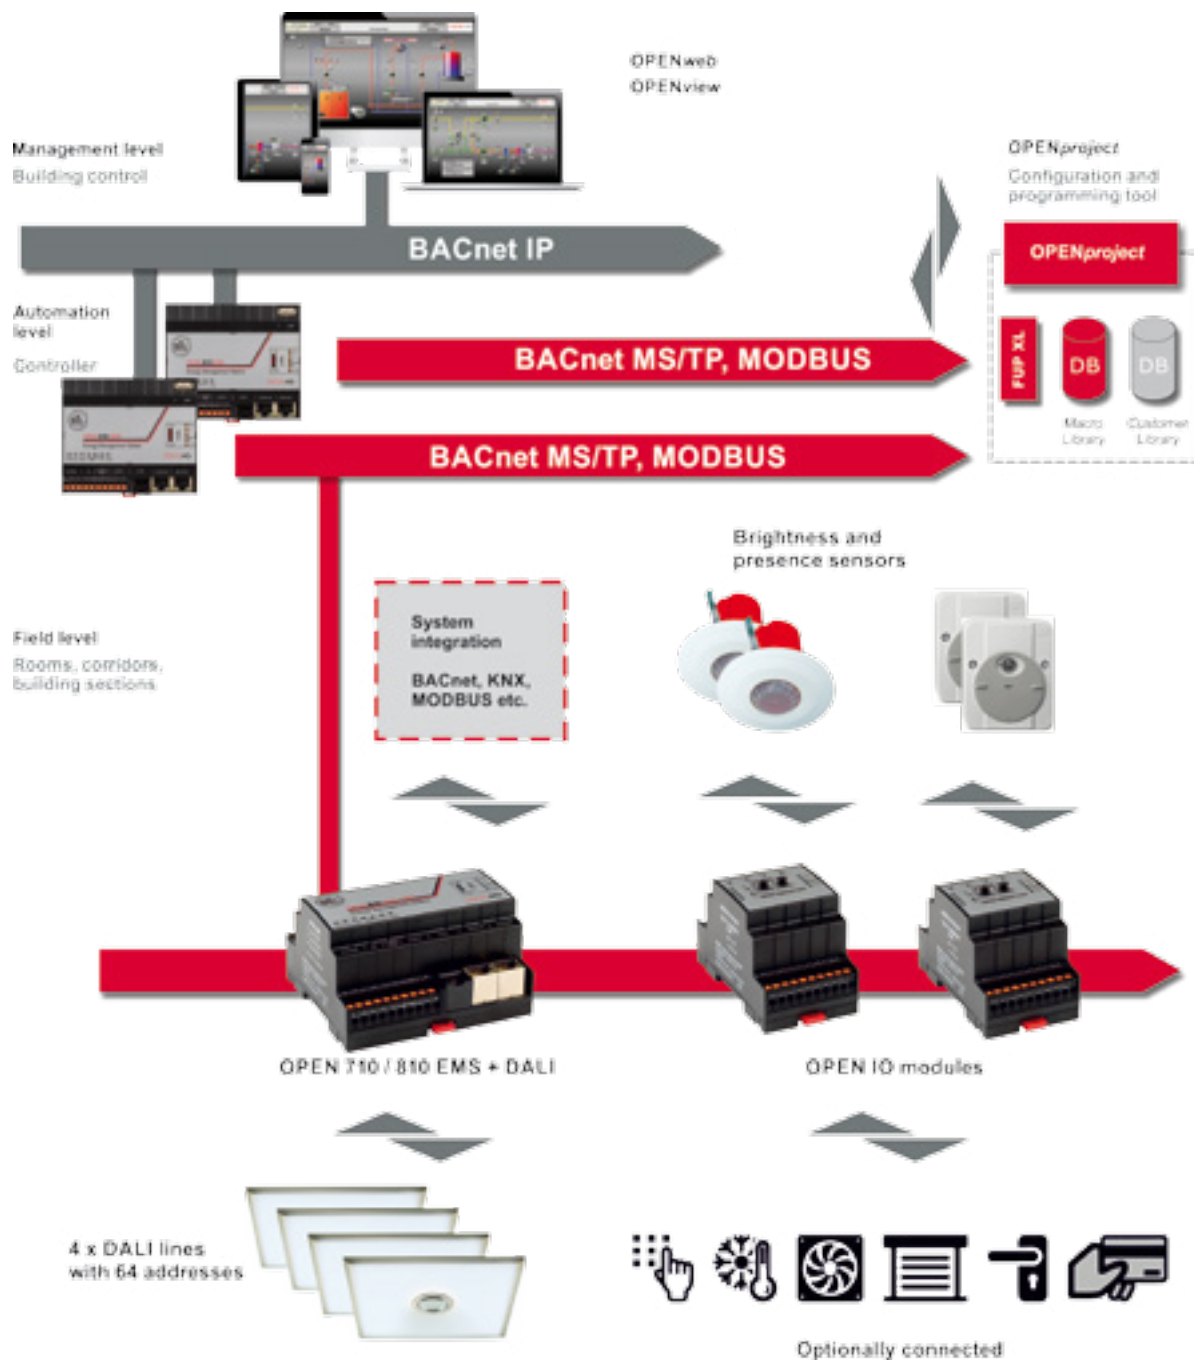 OPENweb
OPENview
Management level
Building control
OPENproject
Configuration and
programming tool
BACnet IP
OPENproject
Automation
level
Controller
BACnet MS/TP, MODBUS
FUP XL
DB
DB
Macro
Library
Customer
Library
BACnet MS/TP, MODBUS
Brightness and
presence sensors
System
integration
BACnet, KNX,
MODBUS etc.
Field level
Rooms, corridors,
building sections
OPEN 710 / 810 EMS + DALI
OPEN IO modules
4 x DALI lines
with 64 addresses
Optionally connected